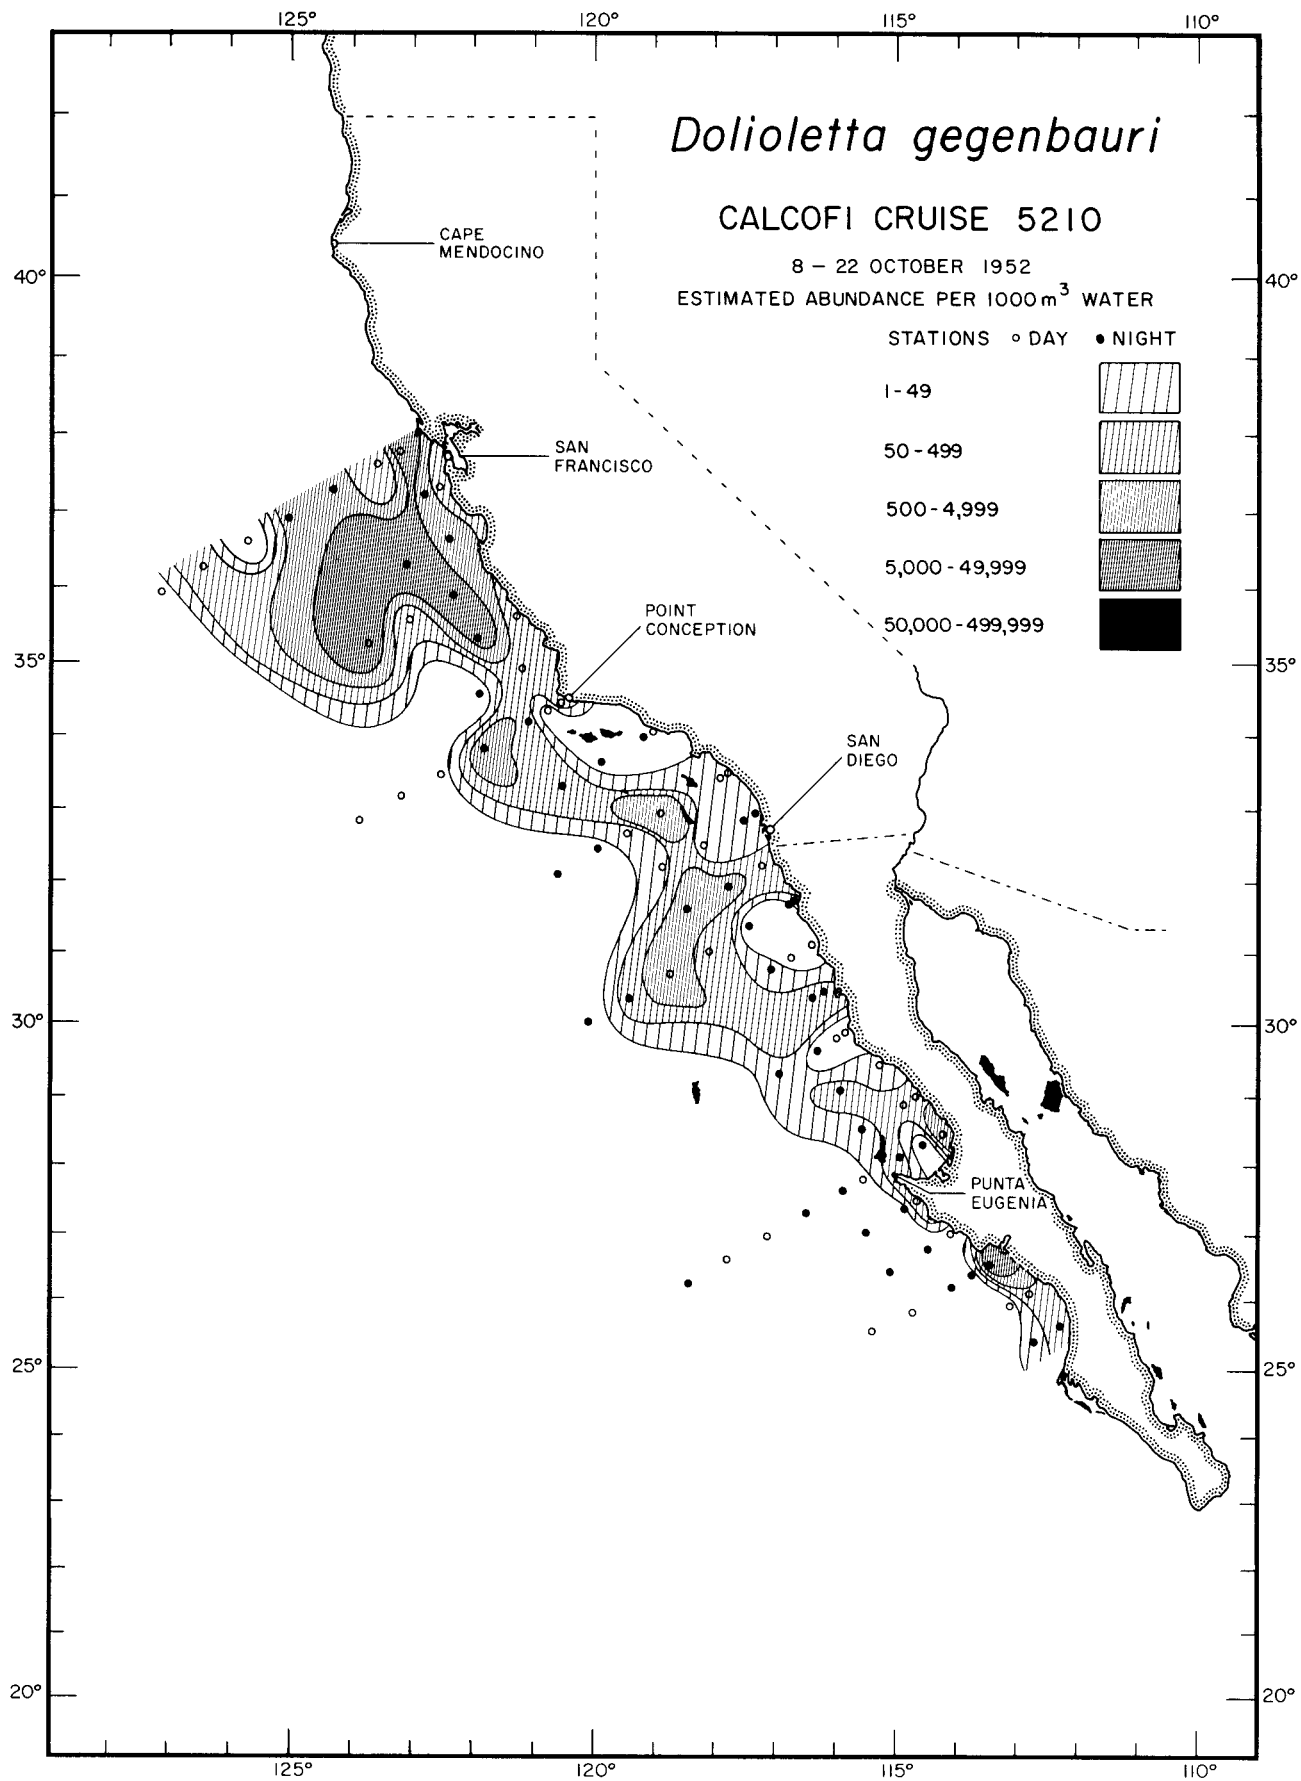 125° 120° 115° 110°
Dolioletta gegenbauri
CALCOFI CRUISE 5210
8 – 22 OCTOBER 1952
ESTIMATED ABUNDANCE PER 1000 m³ WATER
STATIONS ○ DAY ● NIGHT
1 - 49
50 - 499
500 - 4,999
5,000 - 49,999
50,000 - 499,999
CAPE
MENDOCINO
40° 40°
SAN
FRANCISCO
POINT
CONCEPTION
35° 35°
SAN
DIEGO
30° 30°
PUNTA
EUGENIA
25° 25°
20° 20°
125° 120° 115° 110°